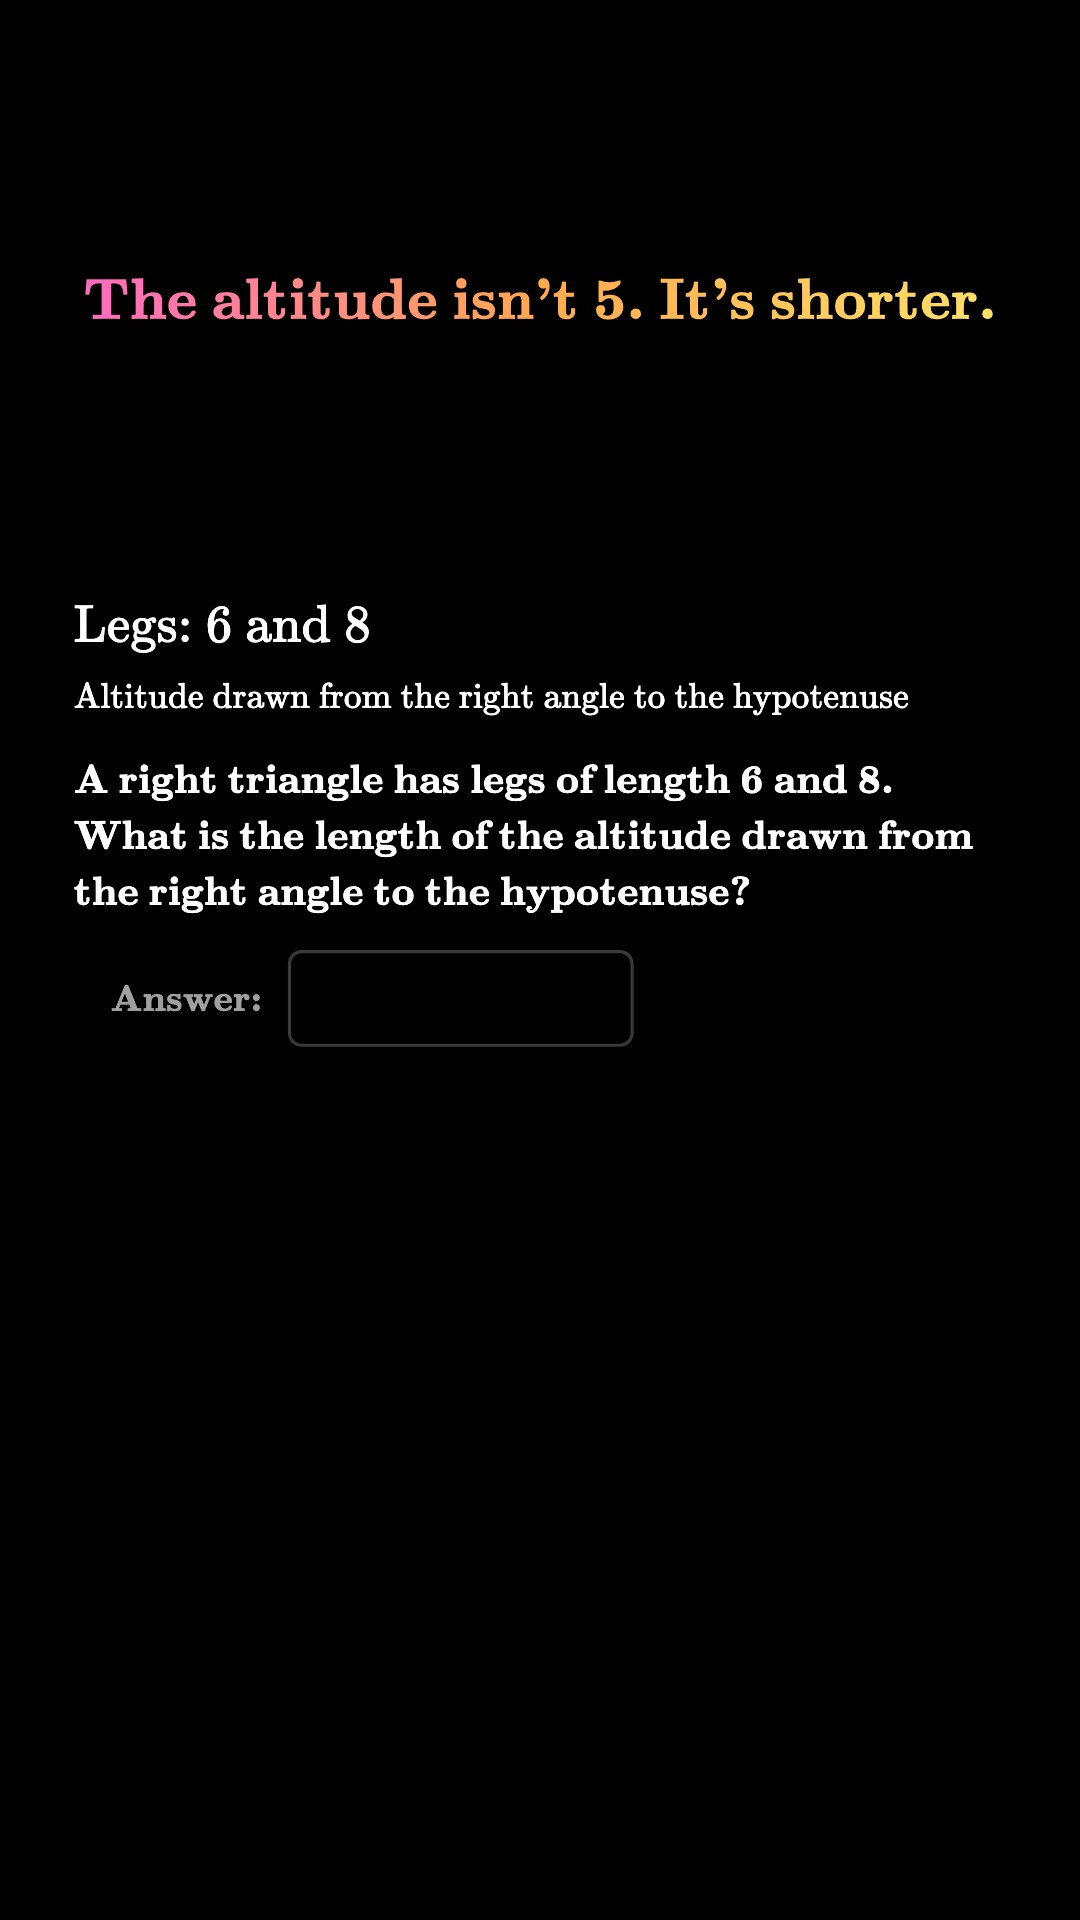 The altitude isn’t 5. It’s shorter.
Legs: 6 and 8
Altitude drawn from the right angle to the hypotenuse
A right triangle has legs of length 6 and 8.
What is the length of the altitude drawn from
the right angle to the hypotenuse?
Answer: